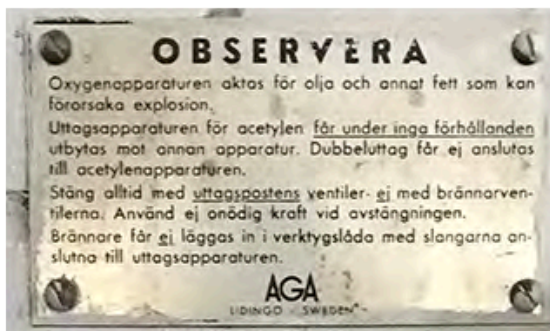 OBSERVERA
Oxygenapparaturen aktas för olja och annat fett som kan
förorsaka explosion.
Uttagsapparaturen för acetylen får under inga förhållanden
utbytas mot annan apparatur. Dubbeluttag får ej anslutas
till acetylenapparaturen.
Stäng alltid med uttagspostens ventiler- ej med brännarven-
tilerna. Använd ej onödig kraft vid avstängningen.
Brännare får ej läggas in i verktygslåda med slangarna an-
slutna till uttagsapparaturen.
AGA
LIDINGÖ - SWEDEN